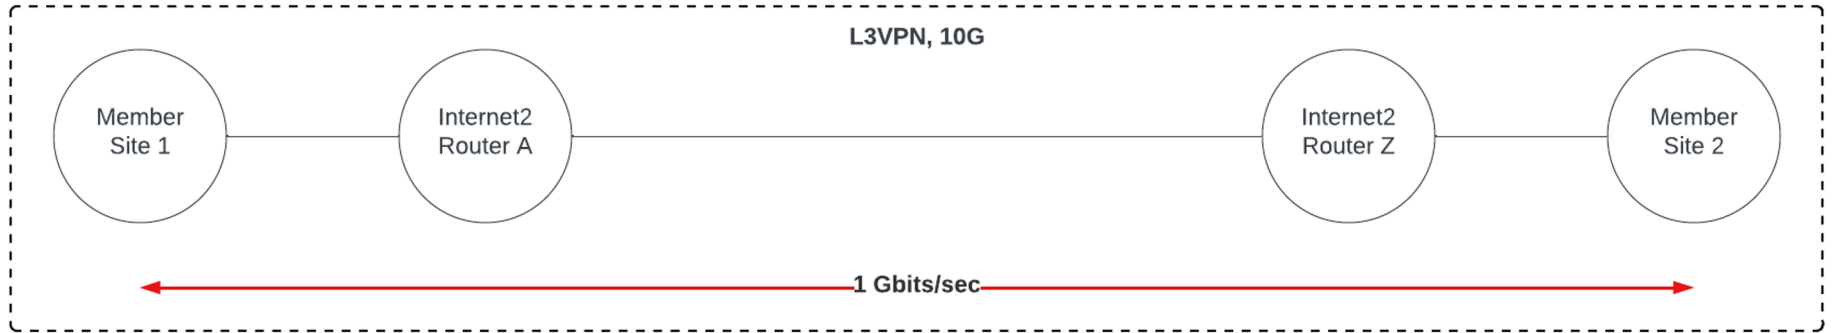 L3VPN, 10G
Member
Site 1
Internet2
Router A
Internet2
Router Z
Member
Site 2
1 Gbits/sec